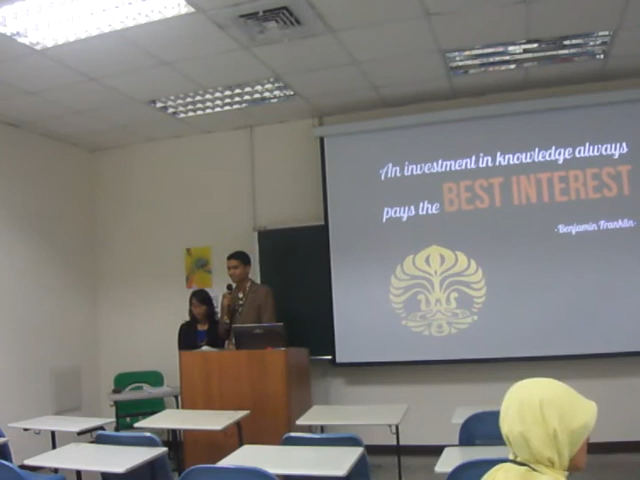 An investment in knowledge always
pays the BEST INTEREST
-Benjamin Franklin-